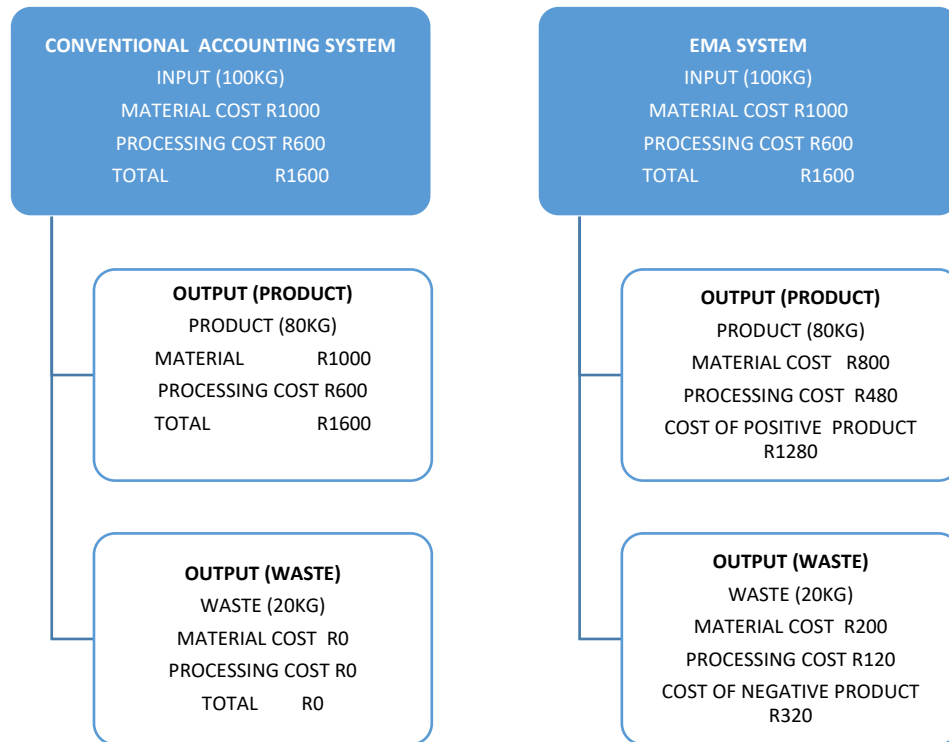 CONVENTIONAL ACCOUNTING SYSTEM
INPUT (100KG)
MATERIAL COST R1000
PROCESSING COST R600
TOTAL R1600
OUTPUT (PRODUCT)
PRODUCT (80KG)
MATERIAL R1000
PROCESSING COST R600
TOTAL R1600
OUTPUT (WASTE)
WASTE (20KG)
MATERIAL COST R0
PROCESSING COST R0
TOTAL R0
EMA SYSTEM
INPUT (100KG)
MATERIAL COST R1000
PROCESSING COST R600
TOTAL R1600
OUTPUT (PRODUCT)
PRODUCT (80KG)
MATERIAL COST R800
PROCESSING COST R480
COST OF POSITIVE PRODUCT
R1280
OUTPUT (WASTE)
WASTE (20KG)
MATERIAL COST R200
PROCESSING COST R120
COST OF NEGATIVE PRODUCT
R320